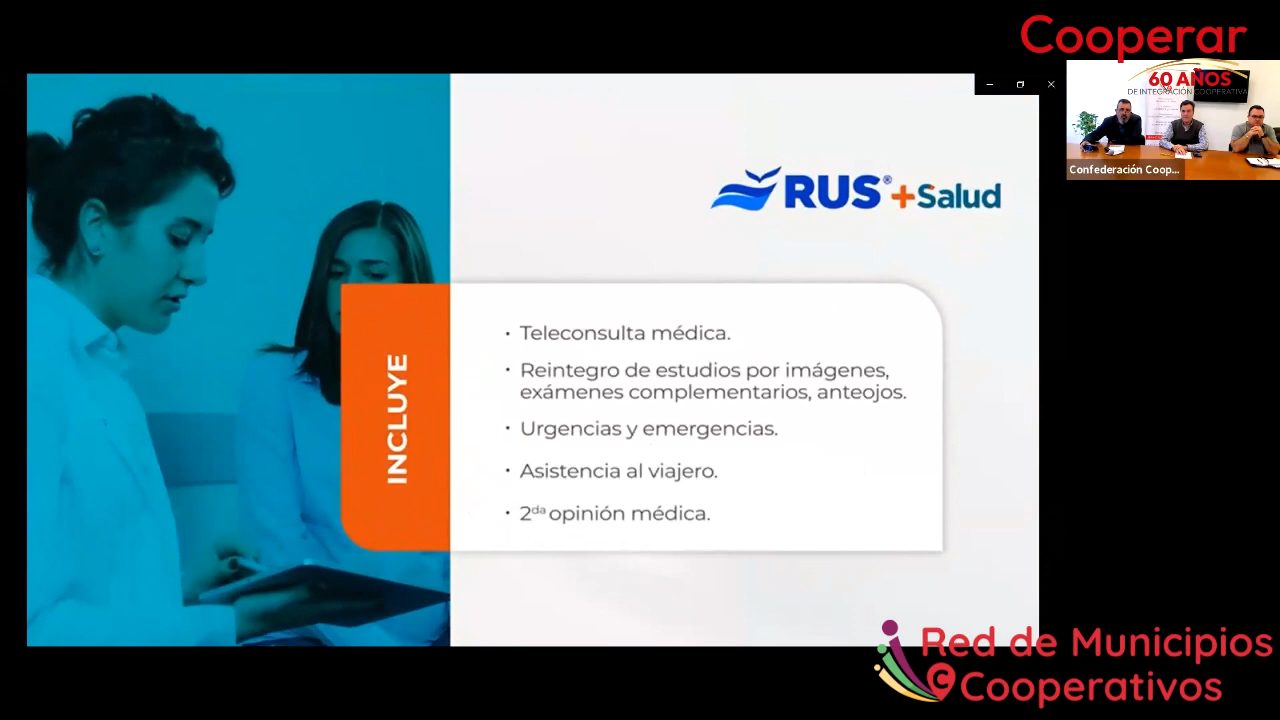 Cooperar
60 AÑOS
DE INTEGRACIÓN COOPERATIVA
Confederación Coop...
RUS® +Salud
INCLUYE
• Teleconsulta médica.
• Reintegro de estudios por imágenes,
exámenes complementarios, anteojos.
• Urgencias y emergencias.
• Asistencia al viajero.
• 2da opinión médica.
Red de Municipios
Cooperativos